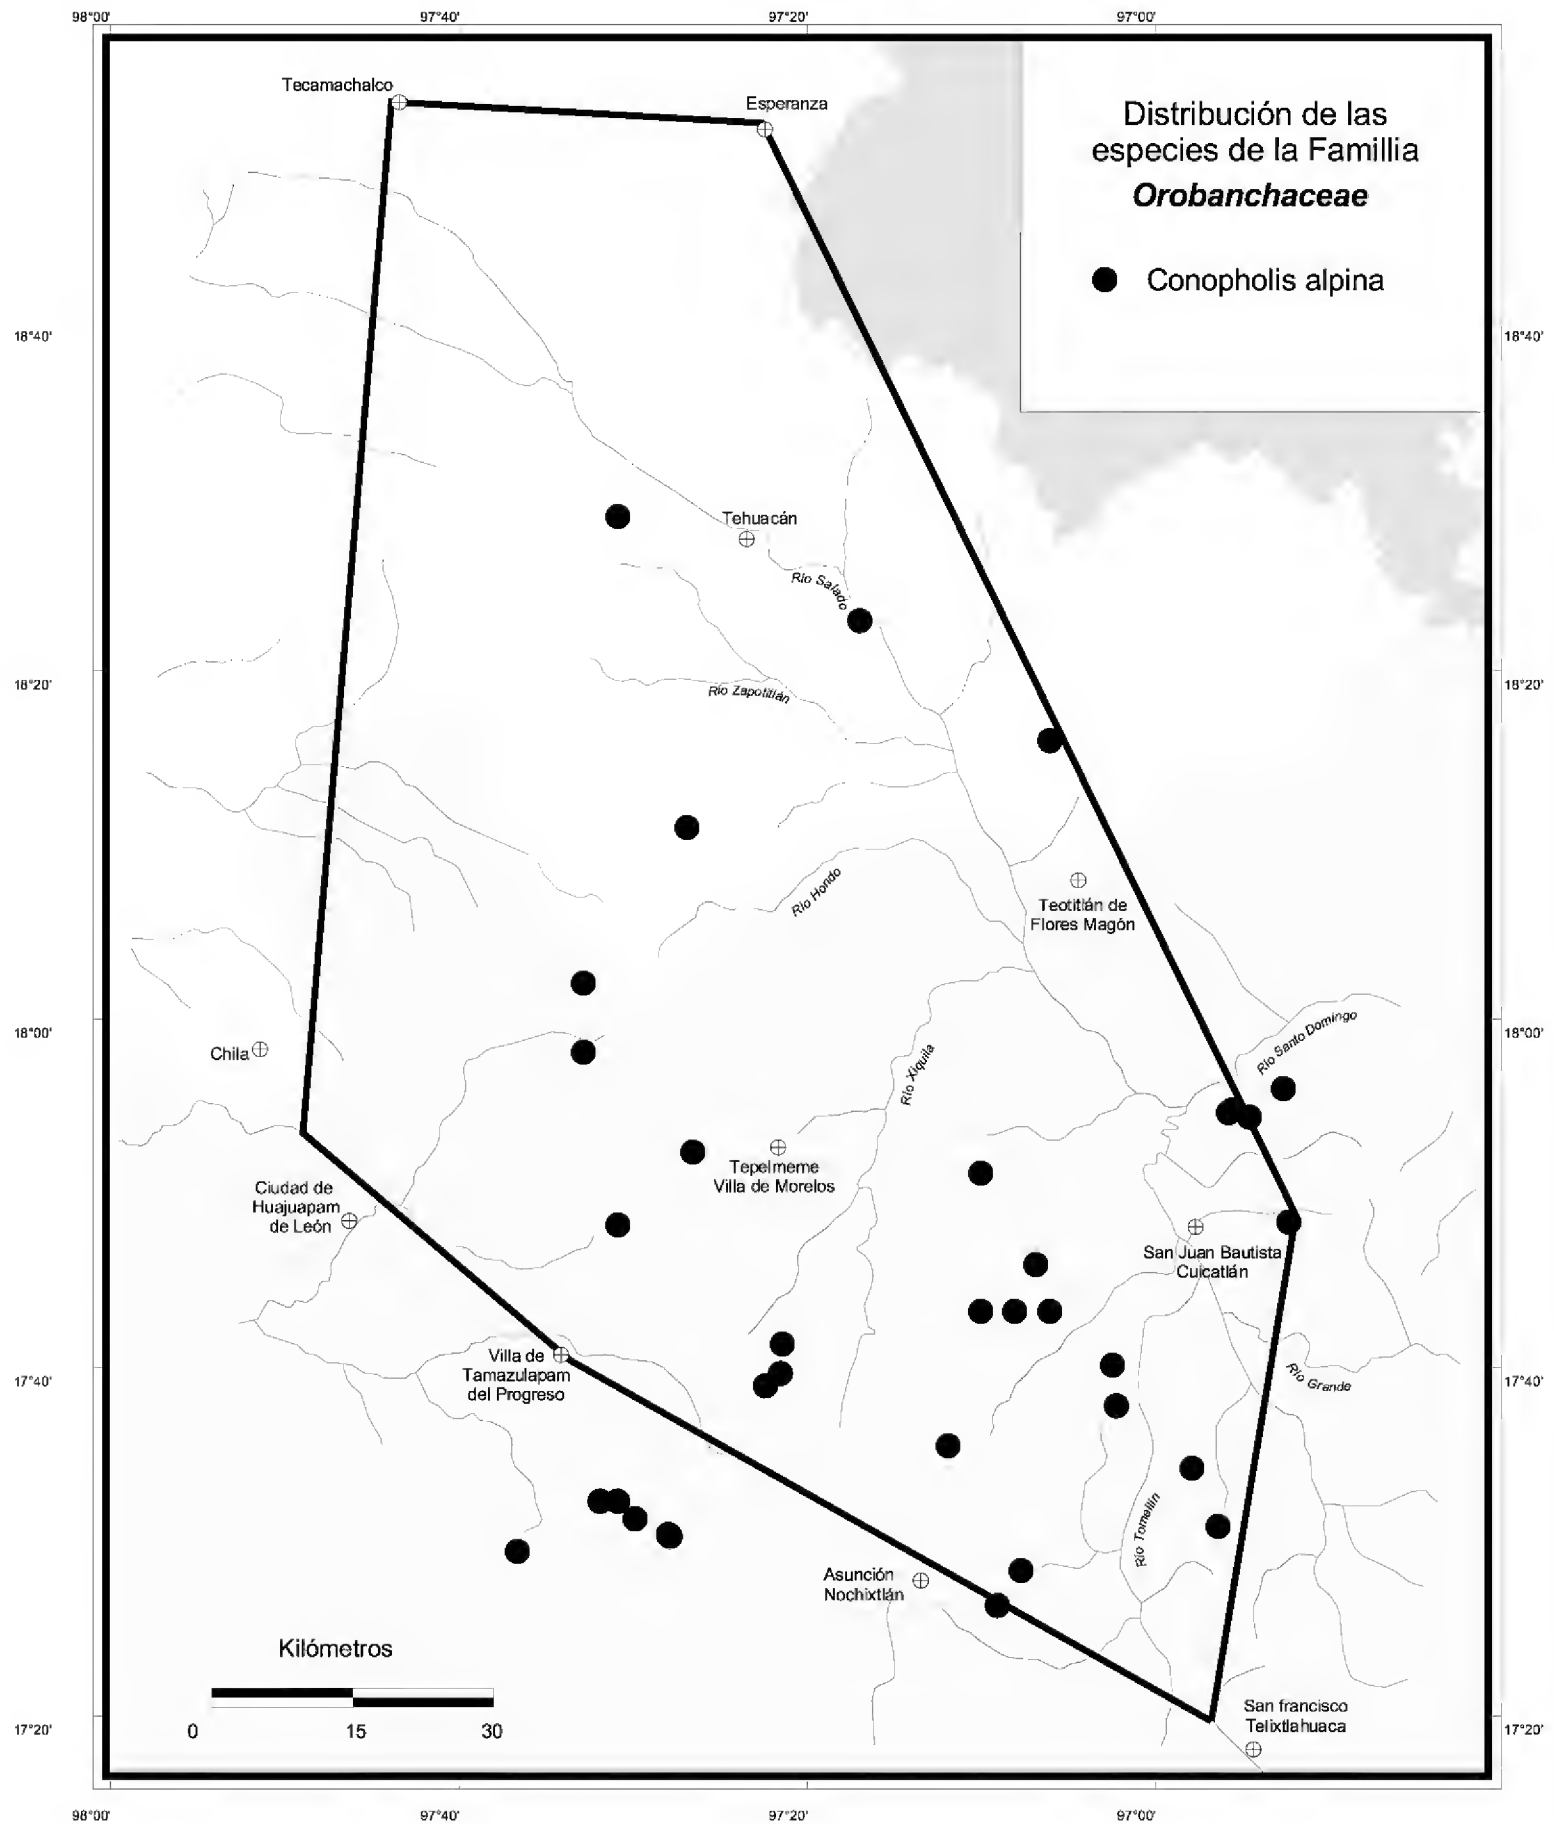 98°00'
97°40'
97°20'
97°00'
Tecamachalco
Esperanza
Distribución de las
especies de la Famillia
Orobanchaceae
Conopholis alpina
18°40'
18°40'
Tehuacán
Río Salado
18°20'
18°20'
Río Zapotitlán
Río Hondo
Teotitlán de
Flores Magón
18°00'
18°00'
Chila
Río Xiquila
Río Santo Domingo
Tepelmeme
Villa de Morelos
Ciudad de
Huajuapam
de León
San Juan Bautista
Cuicatlán
Villa de
Tamazulapam
del Progreso
17°40'
17°40'
Río Grande
Río Tomellín
Asunción
Nochixtlán
Kilómetros
0
15
30
San francisco
Telixtlahuaca
17°20'
17°20'
98°00'
97°40'
97°20'
97°00'